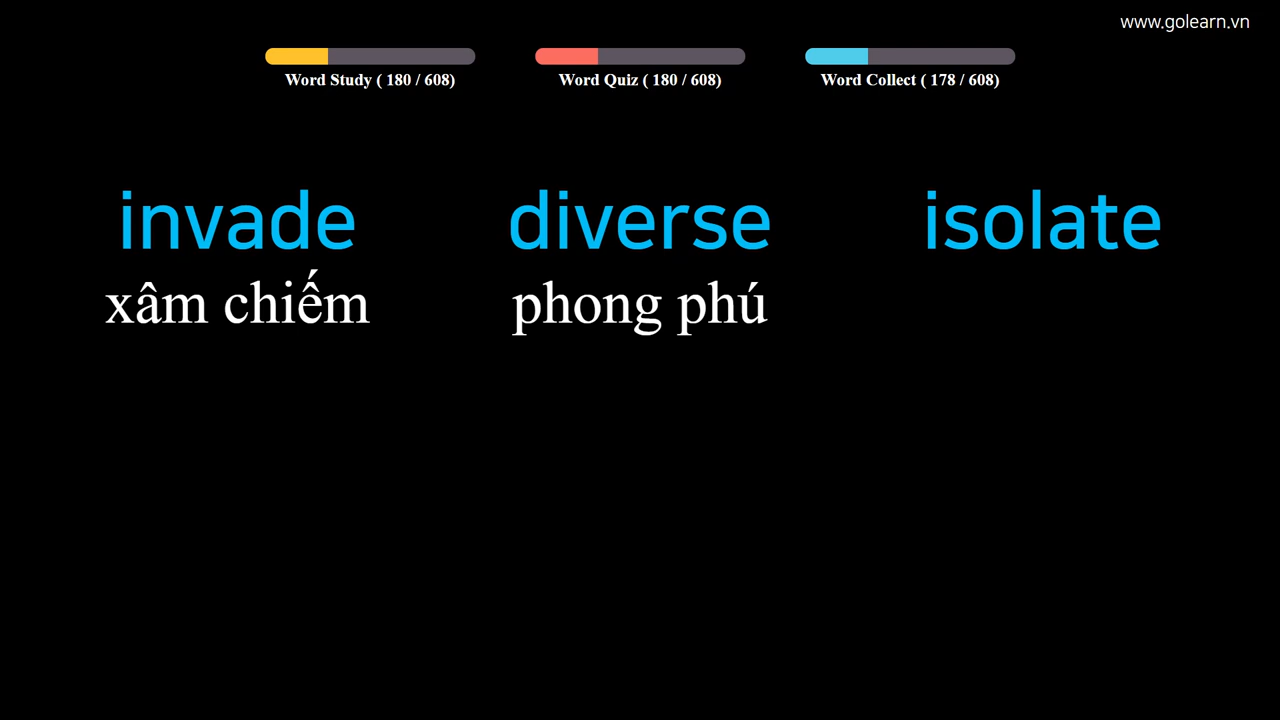 www.golearn.vn
Word Study ( 180 / 608)
Word Quiz ( 180 / 608)
Word Collect ( 178 / 608)
invade
xâm chiếm
diverse
phong phú
isolate